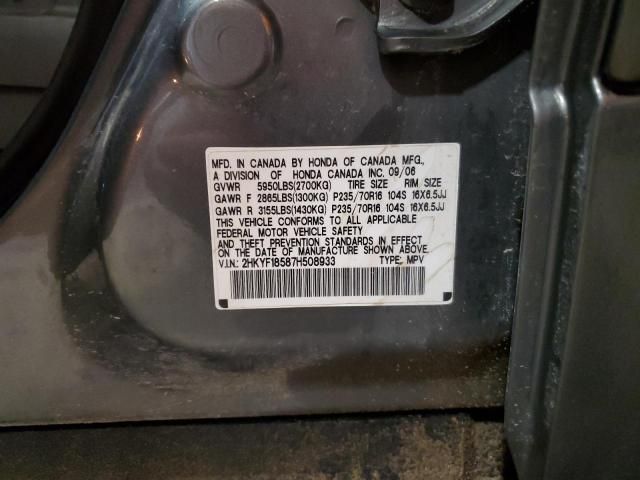 MFD. IN CANADA BY HONDA OF CANADA MFG.,
A DIVISION OF HONDA CANADA INC. 09/06
GVWR 5950LBS(2700KG) TIRE SIZE RIM SIZE
GAWR F 2865LBS(1300KG) P235/70R16 104S 16X6.5JJ
GAWR R 3155LBS(1430KG) P235/70R16 104S 16X6.5JJ
THIS VEHICLE CONFORMS TO ALL APPLICABLE
FEDERAL MOTOR VEHICLE SAFETY
AND THEFT PREVENTION STANDARDS IN EFFECT
ON THE DATE OF MANUFACTURE SHOWN ABOVE.
V.I.N.: 2HKYF18587H508933 TYPE: MPV